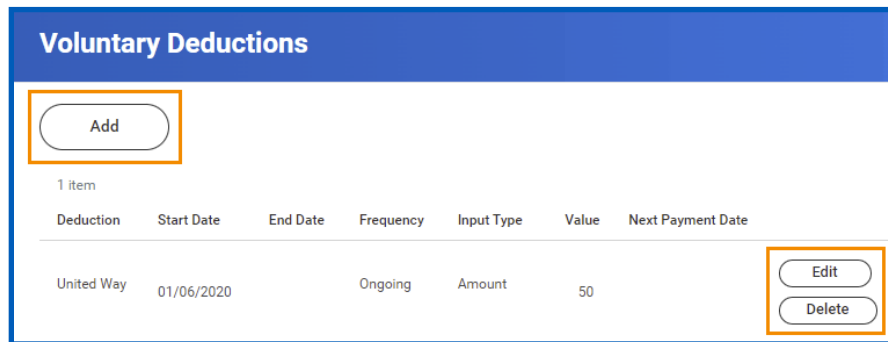 Voluntary Deductions
Add
1 item
Deduction Start Date End Date Frequency Input Type Value Next Payment Date
United Way 01/06/2020 Ongoing Amount 50
Edit
Delete